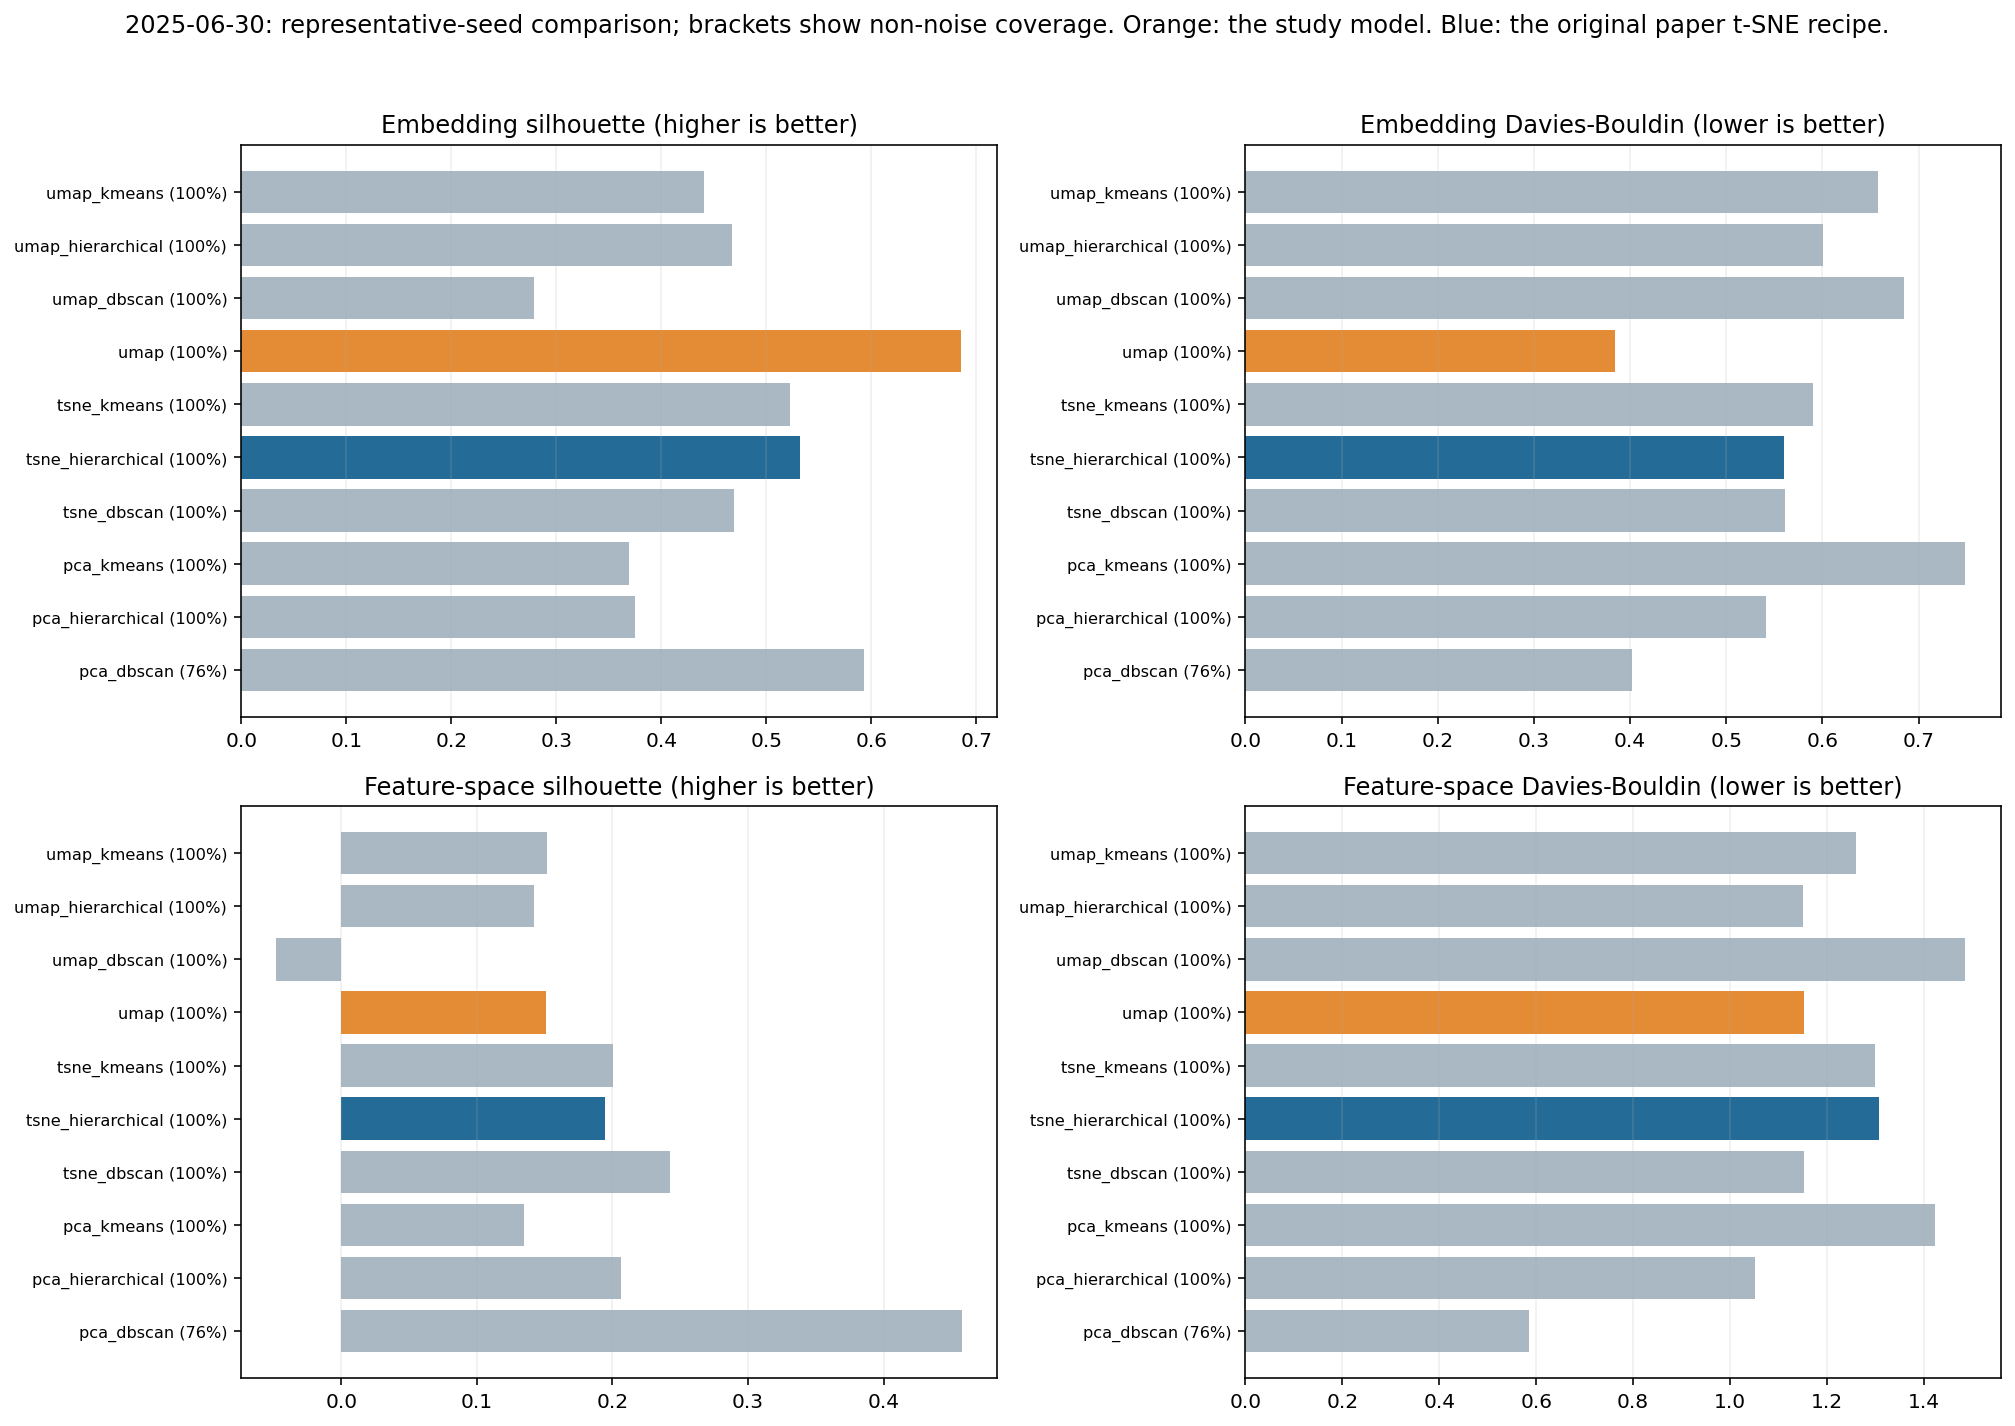 2025-06-30: representative-seed comparison; brackets show non-noise coverage. Orange: the study model. Blue: the original paper t-SNE recipe.
Embedding silhouette (higher is better)
umap_kmeans (100%)
umap_hierarchical (100%)
umap_dbscan (100%)
umap (100%)
tsne_kmeans (100%)
tsne_hierarchical (100%)
tsne_dbscan (100%)
pca_kmeans (100%)
pca_hierarchical (100%)
pca_dbscan (76%)
0.0 0.1 0.2 0.3 0.4 0.5 0.6 0.7
Embedding Davies-Bouldin (lower is better)
umap_kmeans (100%)
umap_hierarchical (100%)
umap_dbscan (100%)
umap (100%)
tsne_kmeans (100%)
tsne_hierarchical (100%)
tsne_dbscan (100%)
pca_kmeans (100%)
pca_hierarchical (100%)
pca_dbscan (76%)
0.0 0.1 0.2 0.3 0.4 0.5 0.6 0.7
Feature-space silhouette (higher is better)
umap_kmeans (100%)
umap_hierarchical (100%)
umap_dbscan (100%)
umap (100%)
tsne_kmeans (100%)
tsne_hierarchical (100%)
tsne_dbscan (100%)
pca_kmeans (100%)
pca_hierarchical (100%)
pca_dbscan (76%)
0.0 0.1 0.2 0.3 0.4
Feature-space Davies-Bouldin (lower is better)
umap_kmeans (100%)
umap_hierarchical (100%)
umap_dbscan (100%)
umap (100%)
tsne_kmeans (100%)
tsne_hierarchical (100%)
tsne_dbscan (100%)
pca_kmeans (100%)
pca_hierarchical (100%)
pca_dbscan (76%)
0.0 0.2 0.4 0.6 0.8 1.0 1.2 1.4